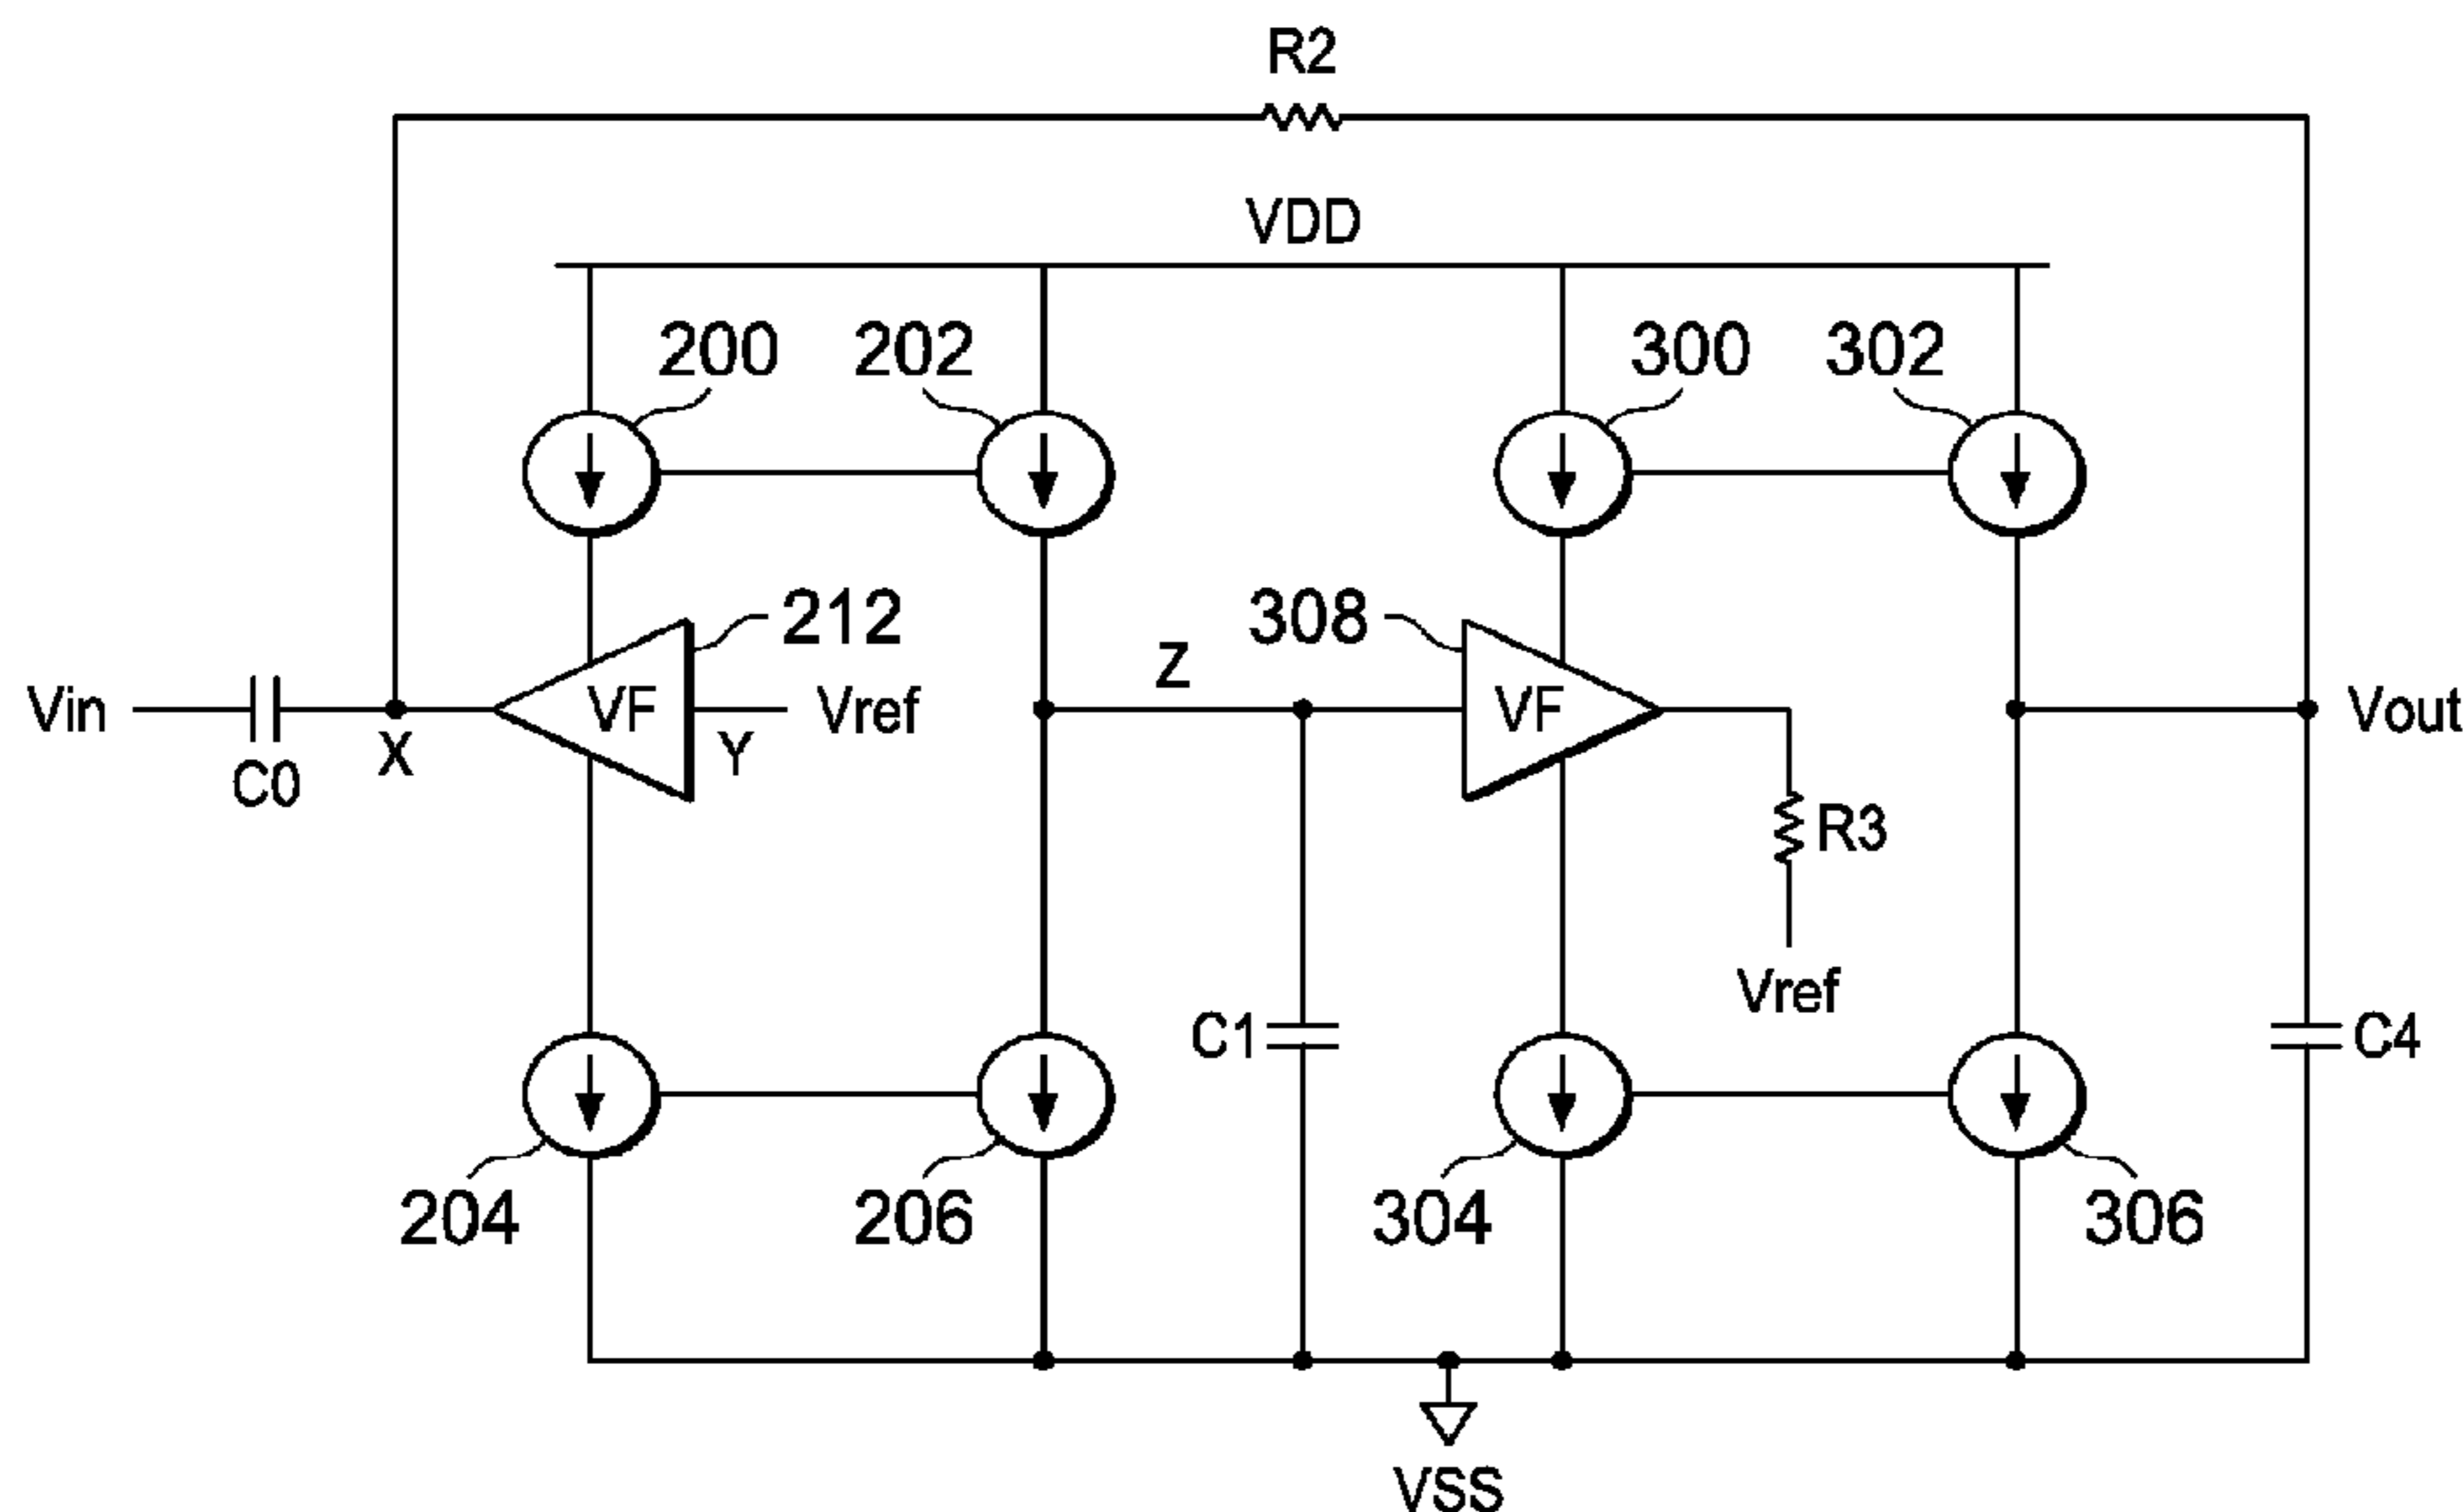 R2
VDD
200
202
300
302
212
308
Vin
VF
Vref
Z
VF
Vout
C0
X
Y
R3
Vref
C1
C4
204
206
304
306
VSS